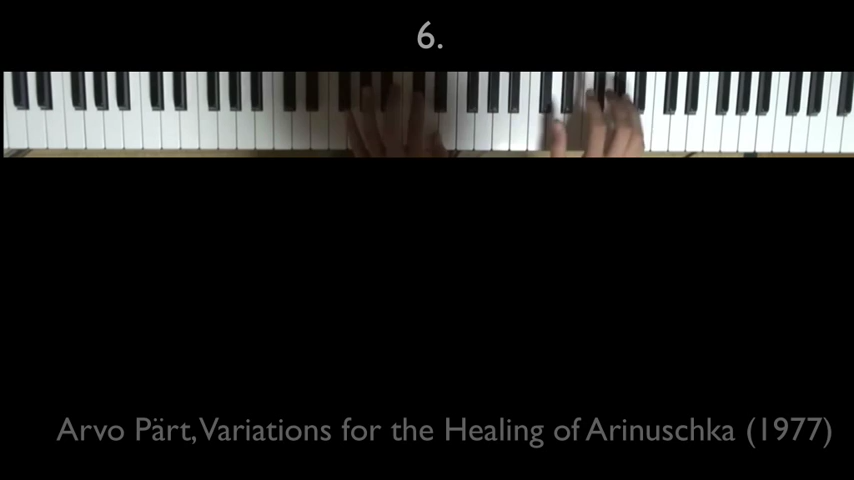 6.
Arvo Pärt, Variations for the Healing of Arinuschka (1977)